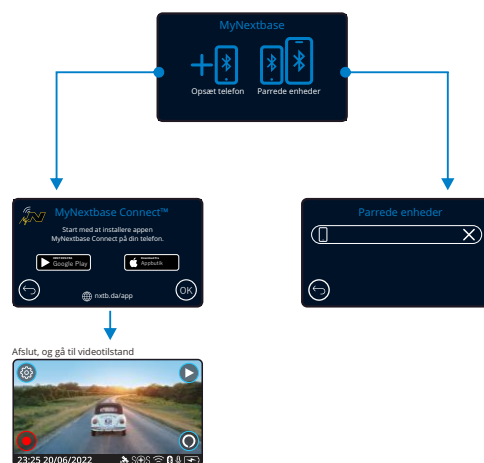 MyNextbase
Opsæt telefon
Parrede enheder
MyNextbase Connect™
Start med at installere appen
MyNextbase Connect på din telefon.
Google Play
Appbutik
nxtb.da/app
OK
Parrede enheder
Afslut, og gå til videotilstand
23:25 20/06/2022
SOS